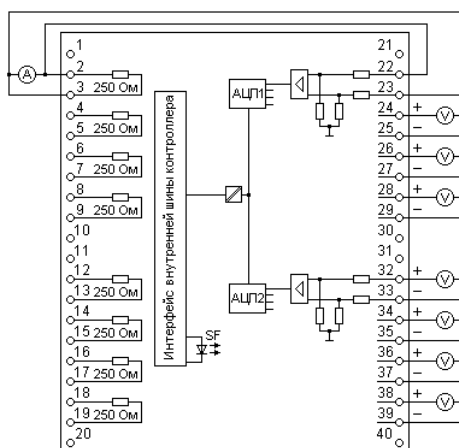 1 21
2 22
А
3 250 Ом АЦП1 23
4 24 + V
5 250 Ом 25 −
6 26 + V
7 250 Ом 27 −
8 28 + V
9 250 Ом 29 −
10 30
11 31
12 32 + V
13 250 Ом АЦП2 33 −
14 34 + V
15 250 Ом 35 −
16 SF 36 + V
17 250 Ом 37 −
18 38 + V
19 250 Ом 39 −
20 40
Интерфейс внутренней шины контроллера